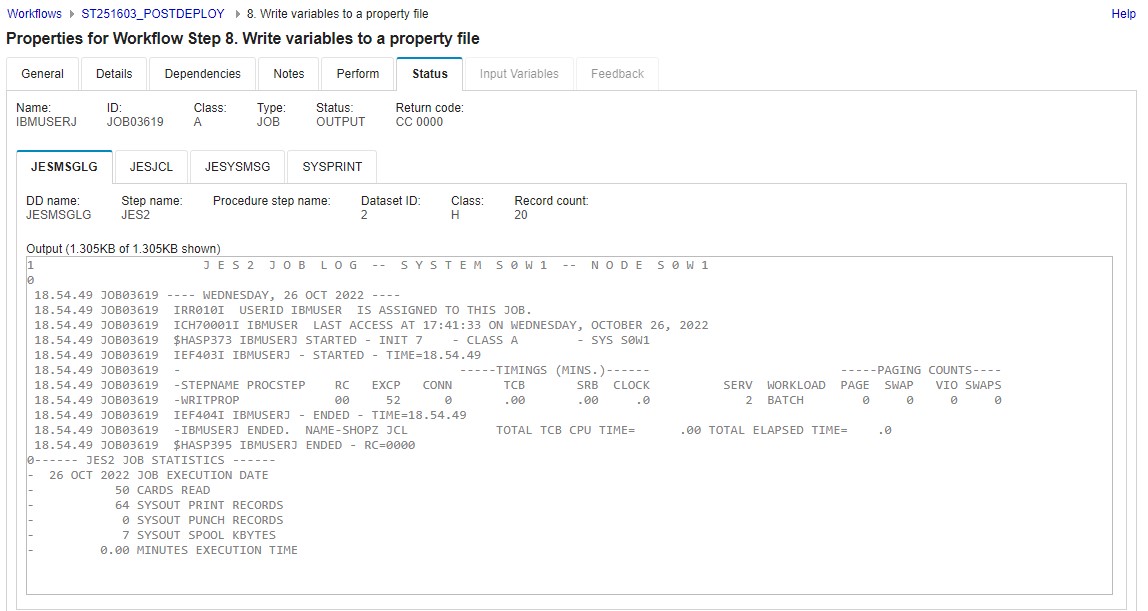 Workflows ▸ ST251603_POSTDEPLOY ▸ 8. Write variables to a property file Help
Properties for Workflow Step 8. Write variables to a property file
General Details Dependencies Notes Perform Status Input Variables Feedback
Name: ID: Class: Type: Status: Return code:
IBMUSERJ JOB03619 A JOB OUTPUT CC 0000
JESMSGLG JESJCL JESYSMSG SYSPRINT
DD name: Step name: Procedure step name: Dataset ID: Class: Record count:
JESMSGLG JES2 2 H 20
Output (1.305KB of 1.305KB shown)
1                       J E S 2  J O B  L O G  --  S Y S T E M  S 0 W 1  --  N O D E  S 0 W 1
0
 18.54.49 JOB03619 ---- WEDNESDAY, 26 OCT 2022 ----
 18.54.49 JOB03619  IRR010I  USERID IBMUSER  IS ASSIGNED TO THIS JOB.
 18.54.49 JOB03619  ICH70001I IBMUSER  LAST ACCESS AT 17:41:33 ON WEDNESDAY, OCTOBER 26, 2022
 18.54.49 JOB03619  $HASP373 IBMUSERJ STARTED - INIT 7    - CLASS A        - SYS S0W1
 18.54.49 JOB03619  IEF403I IBMUSERJ - STARTED - TIME=18.54.49
 18.54.49 JOB03619  -                                      -----TIMINGS (MINS.)------                          -----PAGING COUNTS----
 18.54.49 JOB03619  -STEPNAME PROCSTEP    RC   EXCP   CONN       TCB       SRB  CLOCK          SERV  WORKLOAD  PAGE  SWAP   VIO SWAPS
 18.54.49 JOB03619  -WRITPROP             00     52      0       .00       .00     .0             2  BATCH        0     0     0     0
 18.54.49 JOB03619  IEF404I IBMUSERJ - ENDED - TIME=18.54.49
 18.54.49 JOB03619  -IBMUSERJ ENDED.  NAME-SHOPZ JCL            TOTAL TCB CPU TIME=      .00 TOTAL ELAPSED TIME=    .0
 18.54.49 JOB03619  $HASP395 IBMUSERJ ENDED - RC=0000
0------ JES2 JOB STATISTICS ------
-  26 OCT 2022 JOB EXECUTION DATE
-           50 CARDS READ
-           64 SYSOUT PRINT RECORDS
-            0 SYSOUT PUNCH RECORDS
-            7 SYSOUT SPOOL KBYTES
-         0.00 MINUTES EXECUTION TIME